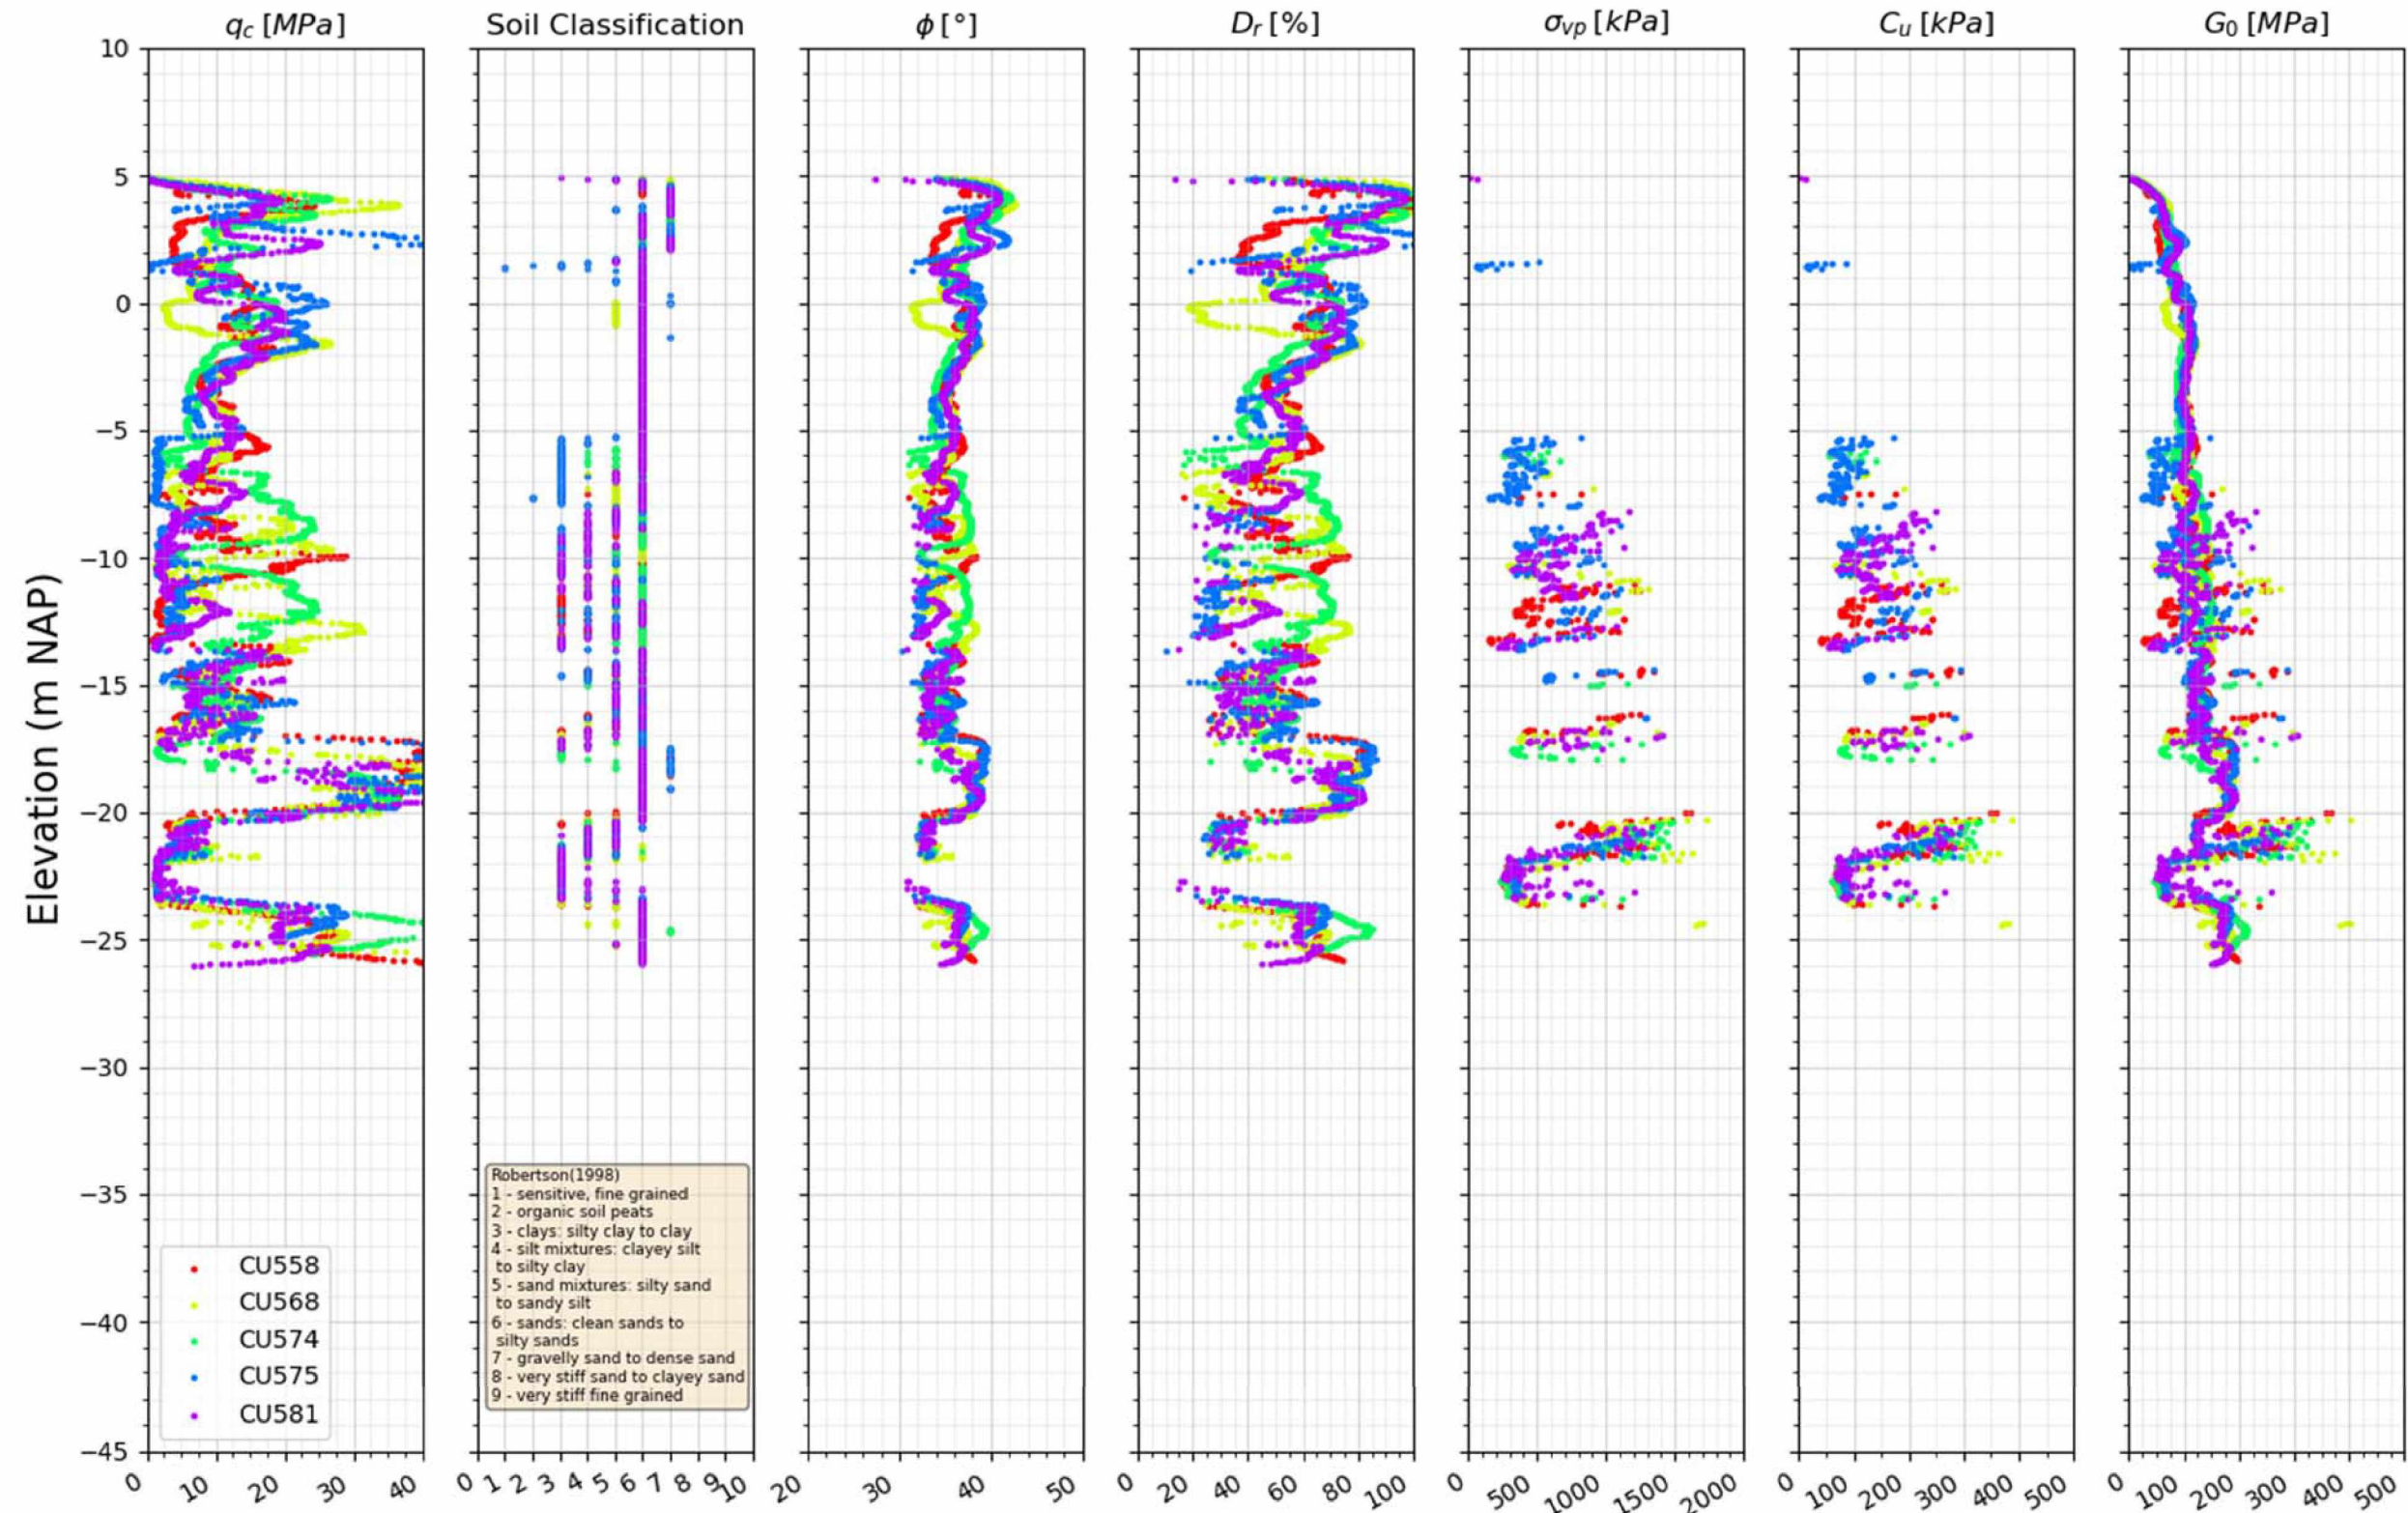 q_c [MPa]
Soil Classification
ϕ [°]
D_r [%]
σ_vp [kPa]
C_u [kPa]
G_0 [MPa]
Elevation (m NAP)
10
5
0
−5
−10
−15
−20
−25
−30
−35
−40
−45
CU558
CU568
CU574
CU575
CU581
Robertson(1998)
1 - sensitive, fine grained
2 - organic soil peats
3 - clays: silty clay to clay
4 - silt mixtures: clayey silt
to silty clay
5 - sand mixtures: silty sand
to sandy silt
6 - sands: clean sands to
silty sands
7 - gravelly sand to dense sand
8 - very stiff sand to clayey sand
9 - very stiff fine grained
0 10 20 30 40
0 1 2 3 4 5 6 7 8 9 10
20 30 40 50
0 20 40 60 80 100
0 500 1000 1500 2000
0 100 200 300 400 500
0 100 200 300 400 500